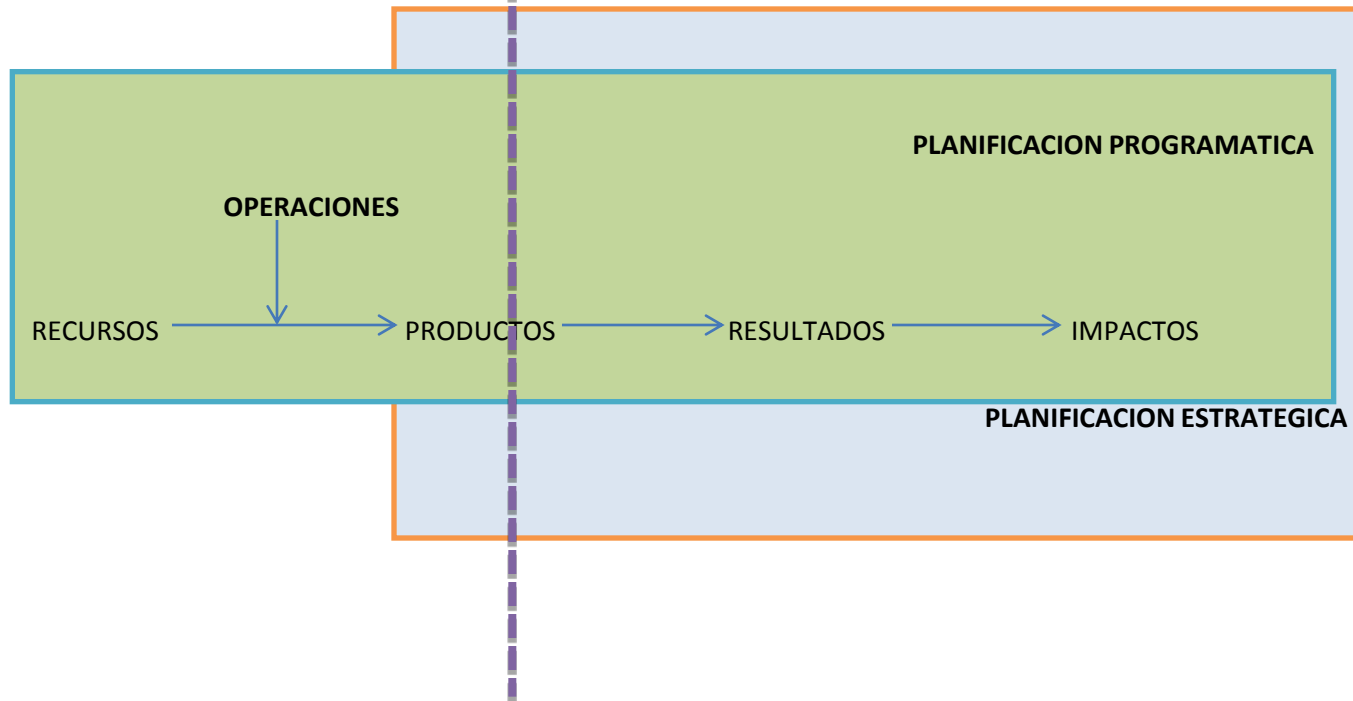 PLANIFICACION PROGRAMATICA
OPERACIONES
RECURSOS PRODUCTOS RESULTADOS IMPACTOS
PLANIFICACION ESTRATEGICA